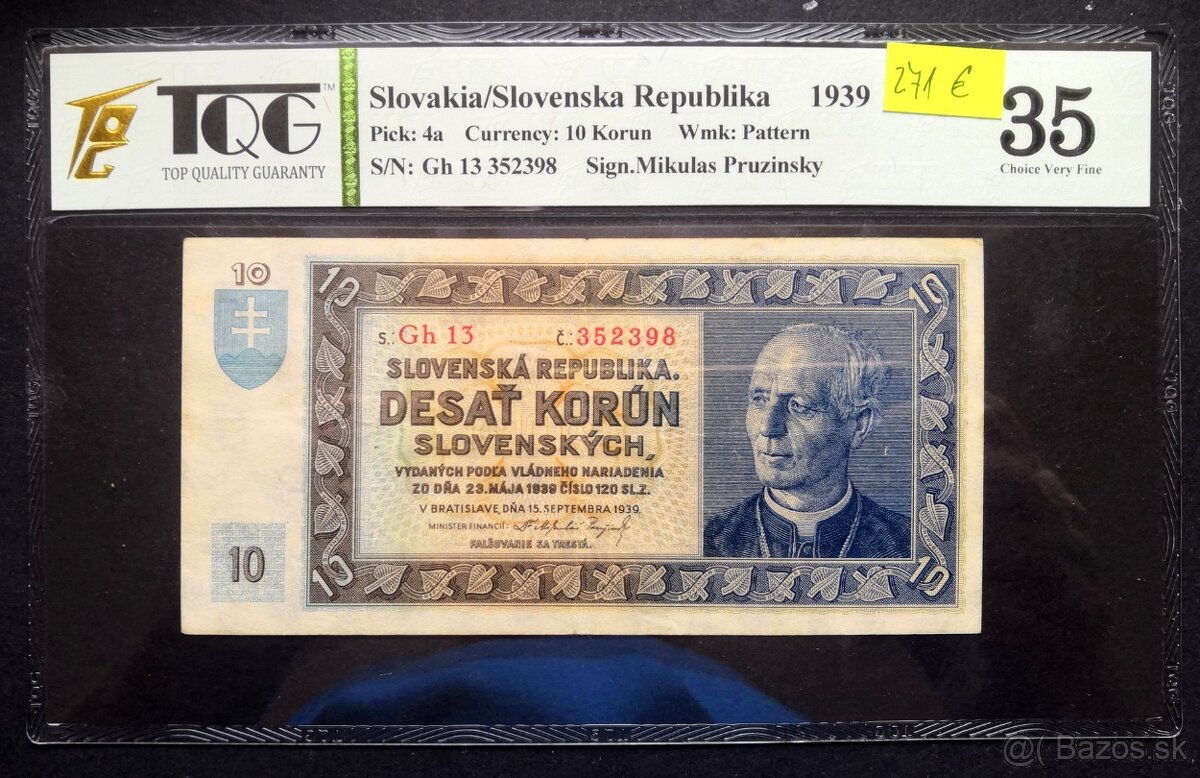 TQG™
TOP QUALITY GUARANTY
Slovakia/Slovenska Republika 1939
Pick: 4a Currency: 10 Korun Wmk: Pattern
S/N: Gh 13 352398 Sign.Mikulas Pruzinsky
271 €
35
Choice Very Fine
10
10
10
S.: Gh 13 Č.: 352398
SLOVENSKÁ REPUBLIKA.
DESAŤ KORÚN
SLOVENSKÝCH,
VYDANÝCH PODĽA VLÁDNEHO NARIADENIA
ZO DŇA 23. MÁJA 1939 ČÍSLO 120 SL. Z.
V BRATISLAVE, DŇA 15. SEPTEMBRA 1939.
MINISTER FINANCIÍ:
FALŠOVANIE SA TRESTÁ.
10
10
10
@( Bazos.sk